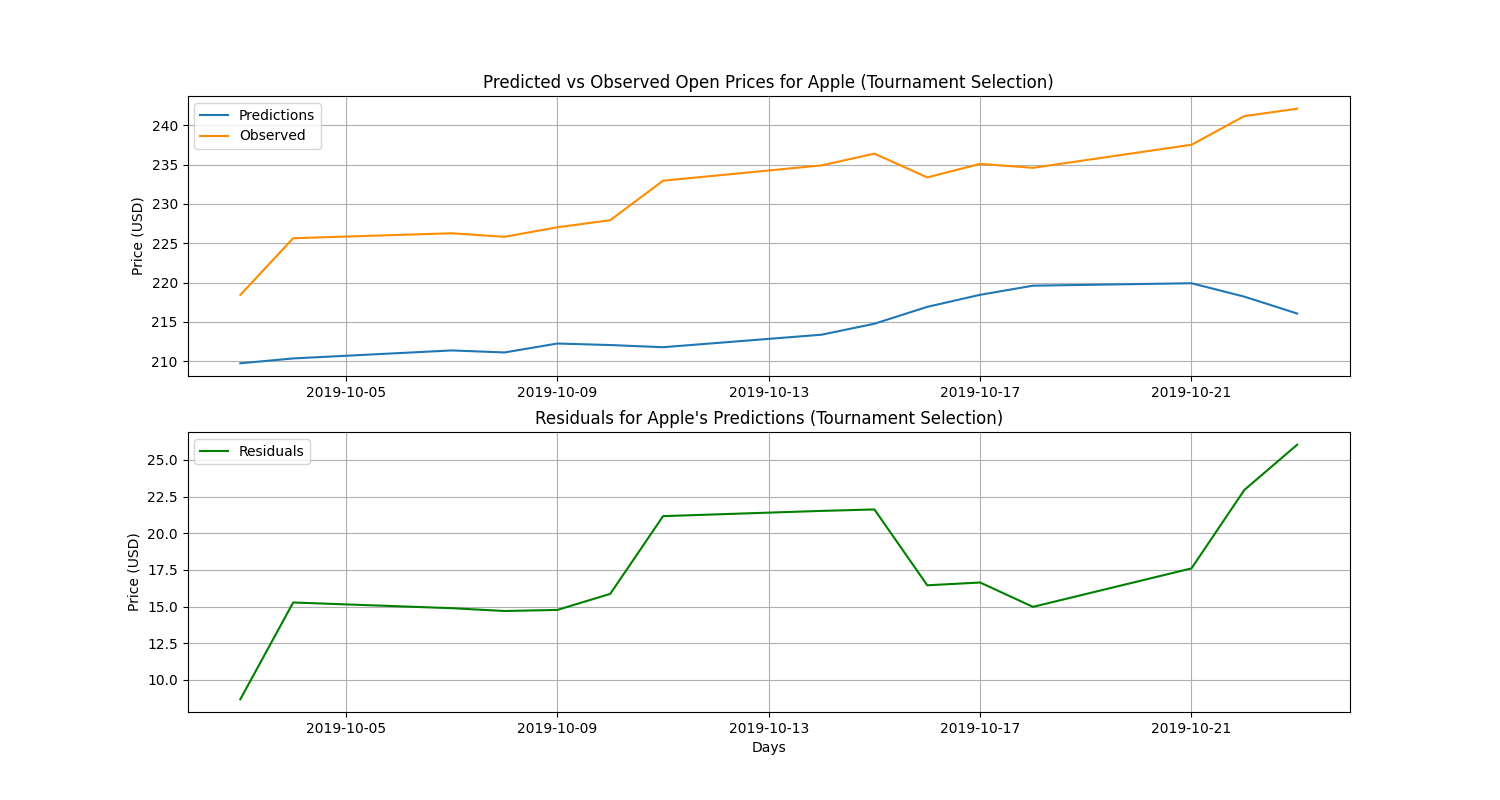 Predicted vs Observed Open Prices for Apple (Tournament Selection)
Predictions
Observed
Price (USD)
240
235
230
225
220
215
210
2019-10-05 2019-10-09 2019-10-13 2019-10-17 2019-10-21
Residuals for Apple's Predictions (Tournament Selection)
Residuals
Price (USD)
25.0
22.5
20.0
17.5
15.0
12.5
10.0
2019-10-05 2019-10-09 2019-10-13 2019-10-17 2019-10-21
Days